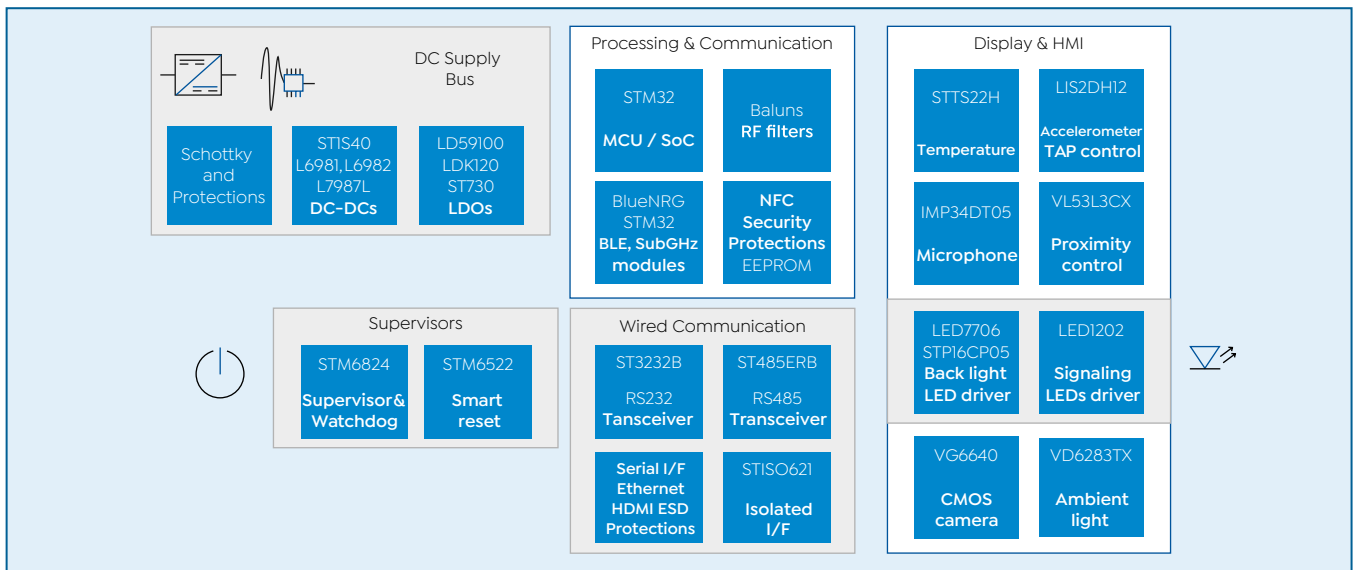 DC Supply
Bus
Schottky
and
Protections
ST1S40
L6981,L6982
L7987L
DC-DCs
LD59100
LDK120
ST730
LDOs
Processing & Communication
STM32
MCU / SoC
Baluns
RF filters
BlueNRG
STM32
BLE, SubGHz
modules
NFC
Security
Protections
EEPROM
Display & HMI
STTS22H
Temperature
LIS2DH12
Accelerometer
TAP control
IMP34DT05
Microphone
VL53L3CX
Proximity
control
LED7706
STP16CP05
Back light
LED driver
LED1202
Signaling
LEDs driver
VG6640
CMOS
camera
VD6283TX
Ambient
light
Supervisors
STM6824
Supervisor&
Watchdog
STM6522
Smart
reset
Wired Communication
ST3232B
RS232
Tansceiver
ST485ERB
RS485
Transceiver
Serial I/F
Ethernet
HDMI ESD
Protections
STISO621
Isolated
I/F